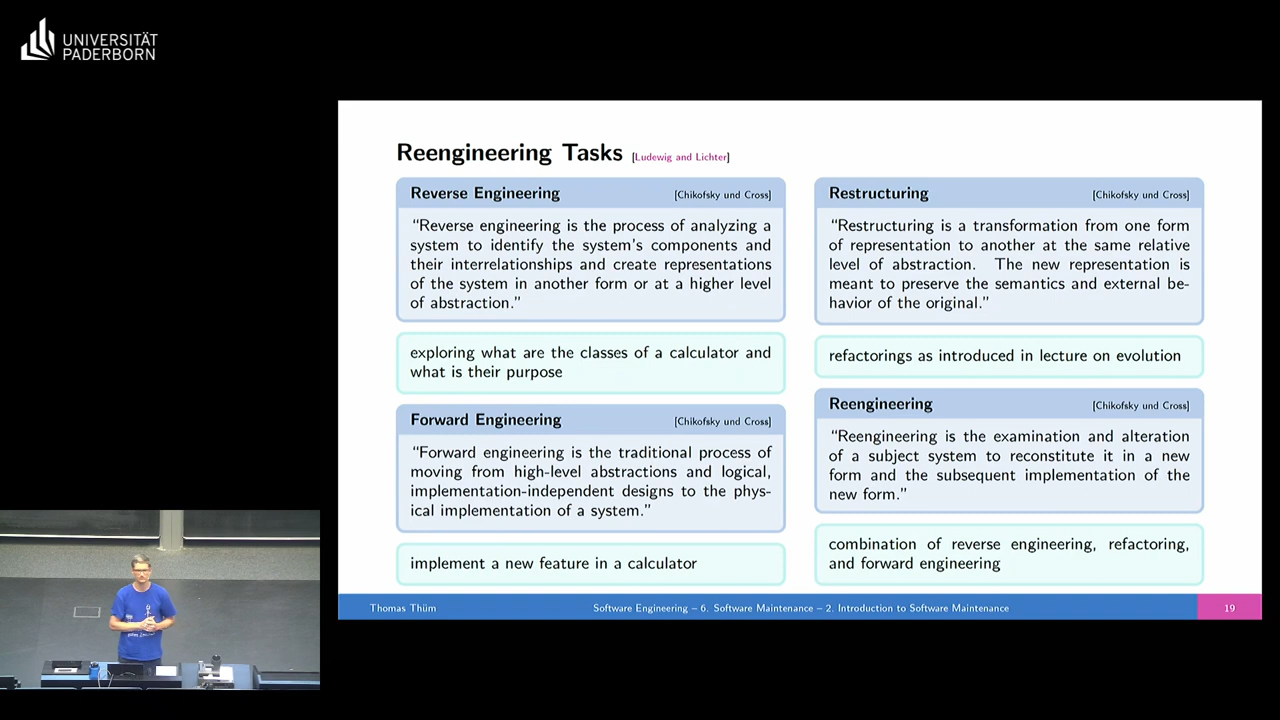 UNIVERSITÄT
PADERBORN
Reengineering Tasks [Ludewig and Lichter]
Reverse Engineering [Chikofsky und Cross]
“Reverse engineering is the process of analyzing a
system to identify the system's components and
their interrelationships and create representations
of the system in another form or at a higher level
of abstraction.”
exploring what are the classes of a calculator and
what is their purpose
Forward Engineering [Chikofsky und Cross]
“Forward engineering is the traditional process of
moving from high-level abstractions and logical,
implementation-independent designs to the phys-
ical implementation of a system.”
implement a new feature in a calculator
Restructuring [Chikofsky und Cross]
“Restructuring is a transformation from one form
of representation to another at the same relative
level of abstraction. The new representation is
meant to preserve the semantics and external be-
havior of the original.”
refactorings as introduced in lecture on evolution
Reengineering [Chikofsky und Cross]
“Reengineering is the examination and alteration
of a subject system to reconstitute it in a new
form and the subsequent implementation of the
new form.”
combination of reverse engineering, refactoring,
and forward engineering
Thomas Thüm Software Engineering – 6. Software Maintenance – 2. Introduction to Software Maintenance 19